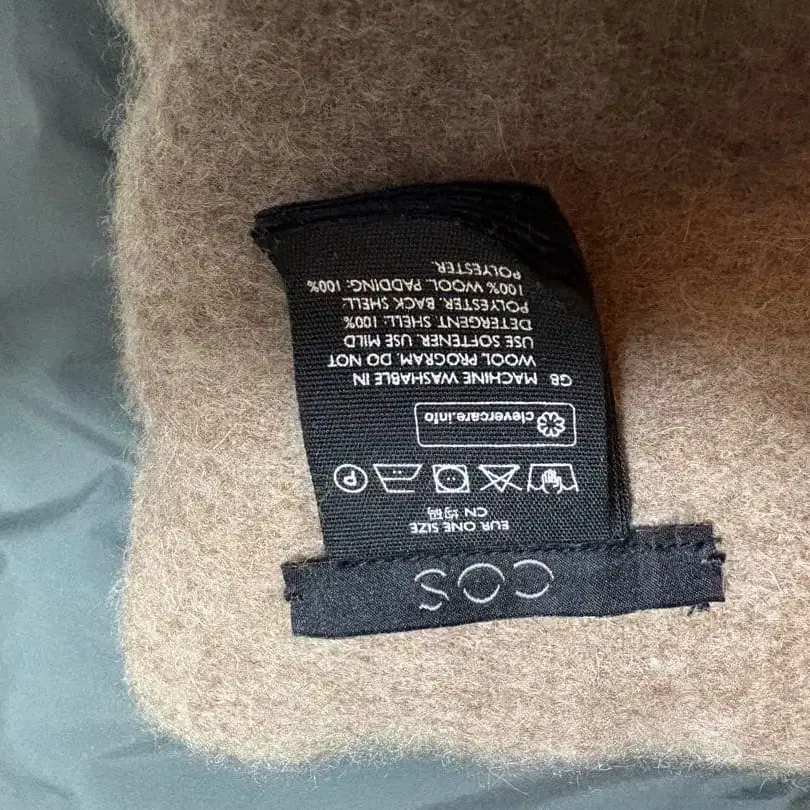 COS
EUR ONE SIZE
CN 均码
P
clevercare.info
GB MACHINE WASHABLE IN
WOOL PROGRAM. DO NOT
USE SOFTENER. USE MILD
DETERGENT. SHELL: 100%
POLYESTER. BACK SHELL:
100% WOOL. PADDING: 100%
POLYESTER.